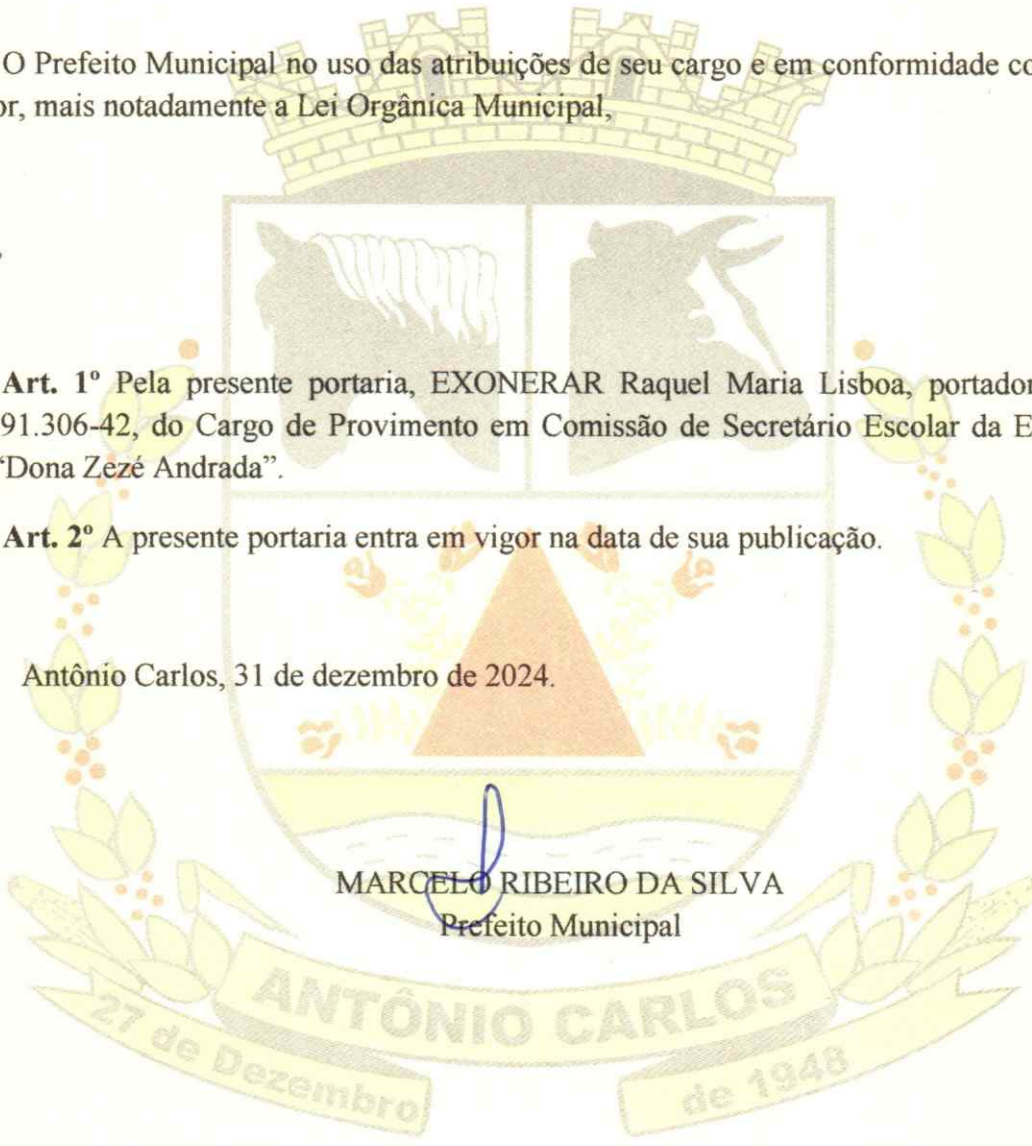 O Prefeito Municipal no uso das atribuições de seu cargo e em conformidade co
or, mais notadamente a Lei Orgânica Municipal,
Art. 1º Pela presente portaria, EXONERAR Raquel Maria Lisboa, portador
91.306-42, do Cargo de Provimento em Comissão de Secretário Escolar da E
“Dona Zezé Andrada”.
Art. 2º A presente portaria entra em vigor na data de sua publicação.
Antônio Carlos, 31 de dezembro de 2024.
MARCELO RIBEIRO DA SILVA
Prefeito Municipal
ANTÔNIO CARLOS
27 de Dezembro de 1948